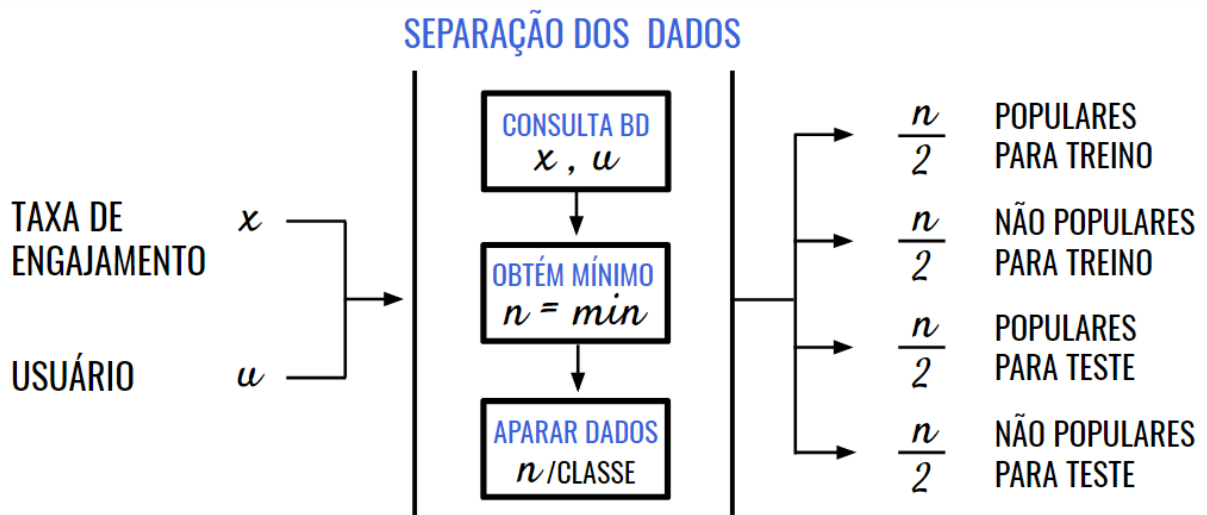 SEPARAÇÃO DOS DADOS
TAXA DE
ENGAJAMENTO x
USUÁRIO u
CONSULTA BD
x , u
OBTÉM MÍNIMO
n = min
APARAR DADOS
n /CLASSE
n
2
POPULARES
PARA TREINO
n
2
NÃO POPULARES
PARA TREINO
n
2
POPULARES
PARA TESTE
n
2
NÃO POPULARES
PARA TESTE